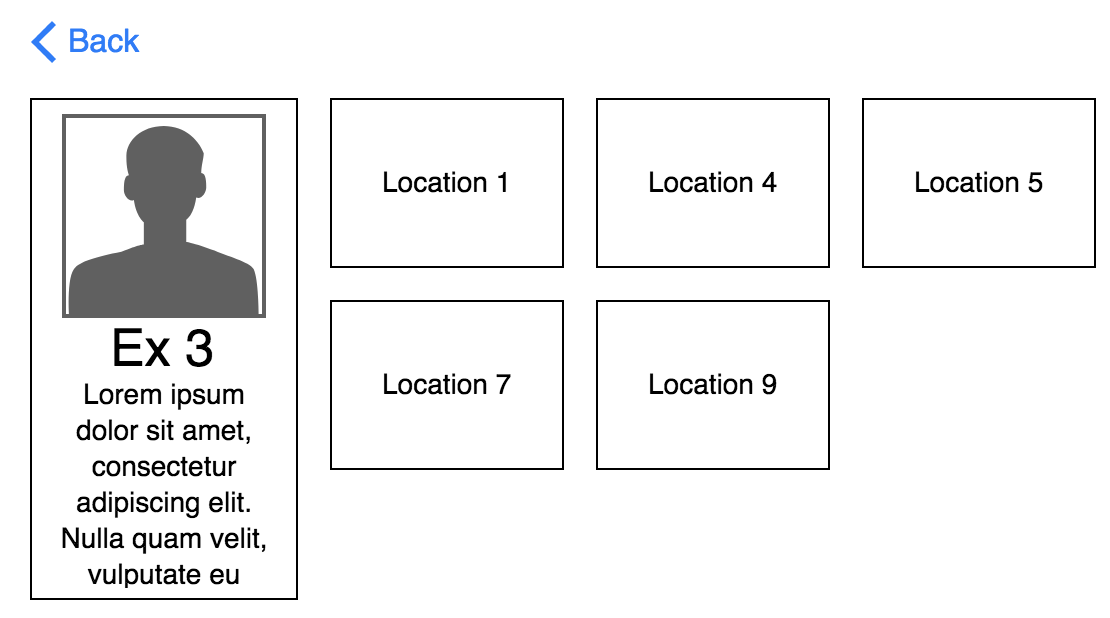 Back
Ex 3
Lorem ipsum
dolor sit amet,
consectetur
adipiscing elit.
Nulla quam velit,
vulputate eu
Location 1
Location 4
Location 5
Location 7
Location 9